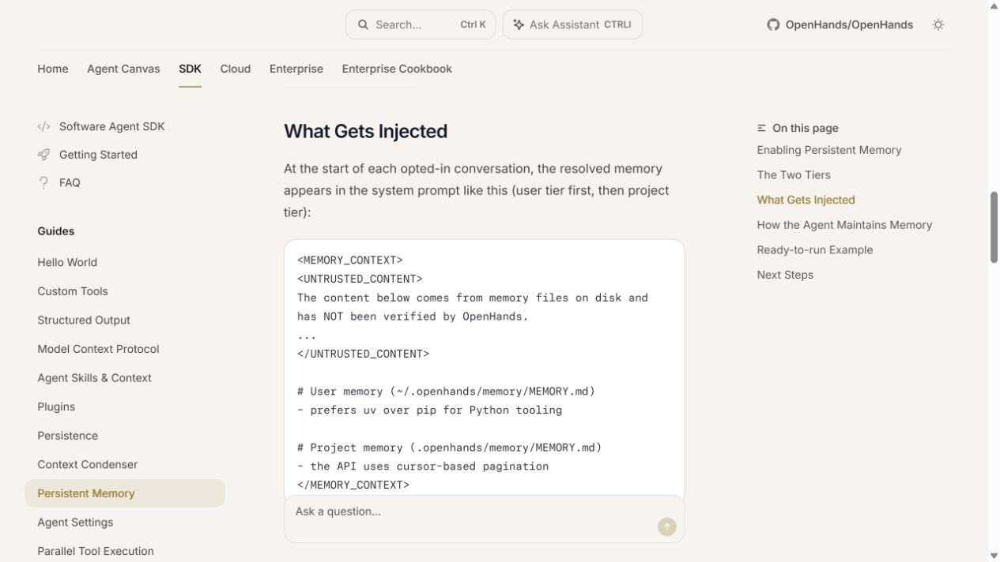 Search...
Ctrl K
Ask Assistant
CTRLI
OpenHands/OpenHands
Home
Agent Canvas
SDK
Cloud
Enterprise
Enterprise Cookbook
Software Agent SDK
Getting Started
FAQ
Guides
Hello World
Custom Tools
Structured Output
Model Context Protocol
Agent Skills & Context
Plugins
Persistence
Context Condenser
Persistent Memory
Agent Settings
Parallel Tool Execution
What Gets Injected
At the start of each opted-in conversation, the resolved memory
appears in the system prompt like this (user tier first, then project
tier):
<MEMORY_CONTEXT>
<UNTRUSTED_CONTENT>
The content below comes from memory files on disk and
has NOT been verified by OpenHands.
...
</UNTRUSTED_CONTENT>
# User memory (~/.openhands/memory/MEMORY.md)
- prefers uv over pip for Python tooling
# Project memory (.openhands/memory/MEMORY.md)
- the API uses cursor-based pagination
</MEMORY_CONTEXT>
Ask a question...
On this page
Enabling Persistent Memory
The Two Tiers
What Gets Injected
How the Agent Maintains Memory
Ready-to-run Example
Next Steps